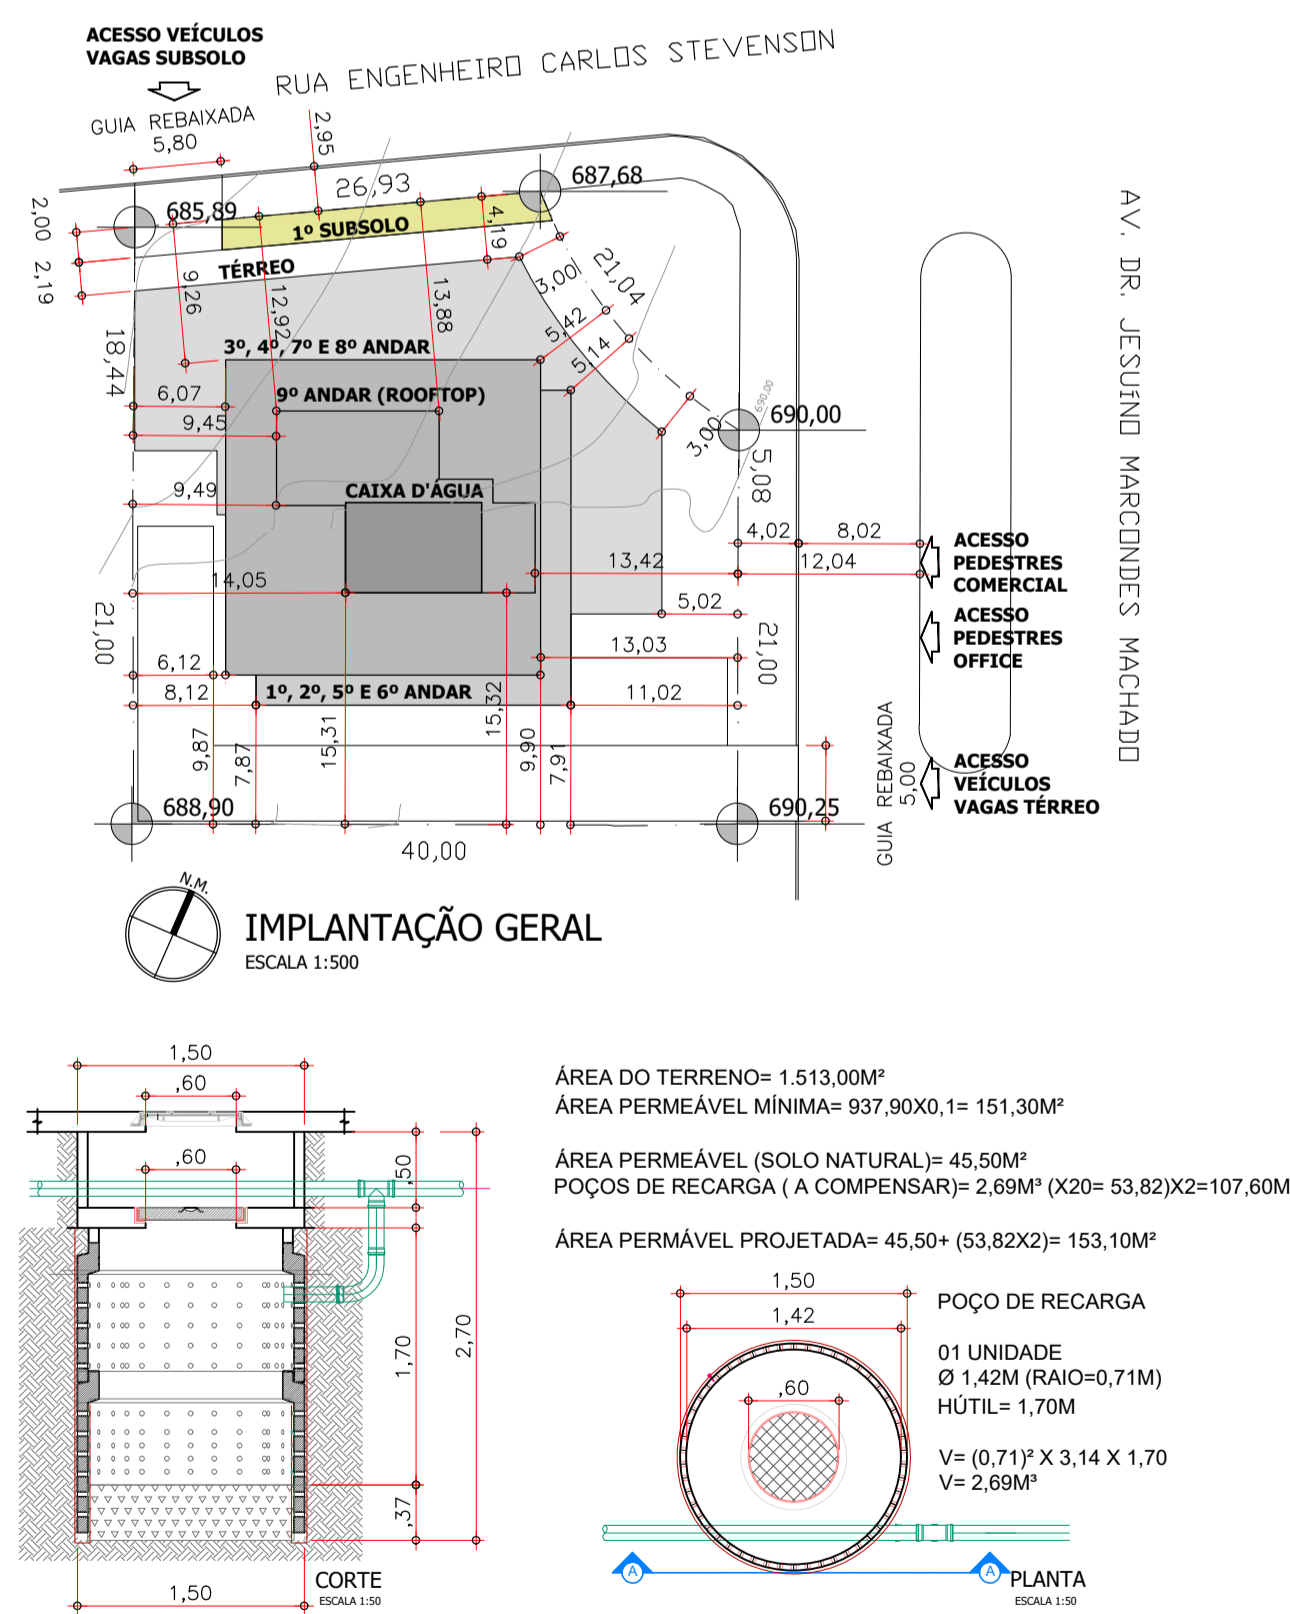 ACESSO VEÍCULOS
VAGAS SUBSOLO
RUA ENGENHEIRO CARLOS STEVENSON
GUIA REBAIXADA
5,80
2,95
26,93
687,68
685,89
2,00
2,19
1º SUBSOLO
4,19
TÉRREO
9,26
12,92
13,88
3,00
21,04
5,42
5,14
18,44
3º, 4º, 7º E 8º ANDAR
9º ANDAR (ROOFTOP)
6,07
9,45
690,00
690,00
3,00
5,08
CAIXA D'ÁGUA
9,49
4,02
8,02
13,42
12,04
14,05
5,02
21,00
21,00
13,03
6,12
8,12
1º, 2º, 5º E 6º ANDAR
11,02
9,87
7,87
15,31
15,32
9,90
7,91
688,90
690,25
40,00
GUIA REBAIXADA
5,00
ACESSO
PEDESTRES
COMERCIAL
ACESSO
PEDESTRES
OFFICE
ACESSO
VEÍCULOS
VAGAS TÉRREO
AV. DR. JESUÍNO MARCONDES MACHADO
N.M.
IMPLANTAÇÃO GERAL
ESCALA 1:500
1,50
,60
,60
,50
1,70
2,70
,37
1,50
CORTE
ESCALA 1:50
ÁREA DO TERRENO= 1.513,00M²
ÁREA PERMEÁVEL MÍNIMA= 937,90X0,1= 151,30M²
ÁREA PERMEÁVEL (SOLO NATURAL)= 45,50M²
POÇOS DE RECARGA ( A COMPENSAR)= 2,69M³ (X20= 53,82)X2=107,60M
ÁREA PERMÁVEL PROJETADA= 45,50+ (53,82X2)= 153,10M²
1,50
1,42
,60
POÇO DE RECARGA
01 UNIDADE
Ø 1,42M (RAIO=0,71M)
HÚTIL= 1,70M
V= (0,71)² X 3,14 X 1,70
V= 2,69M³
A
A
PLANTA
ESCALA 1:50